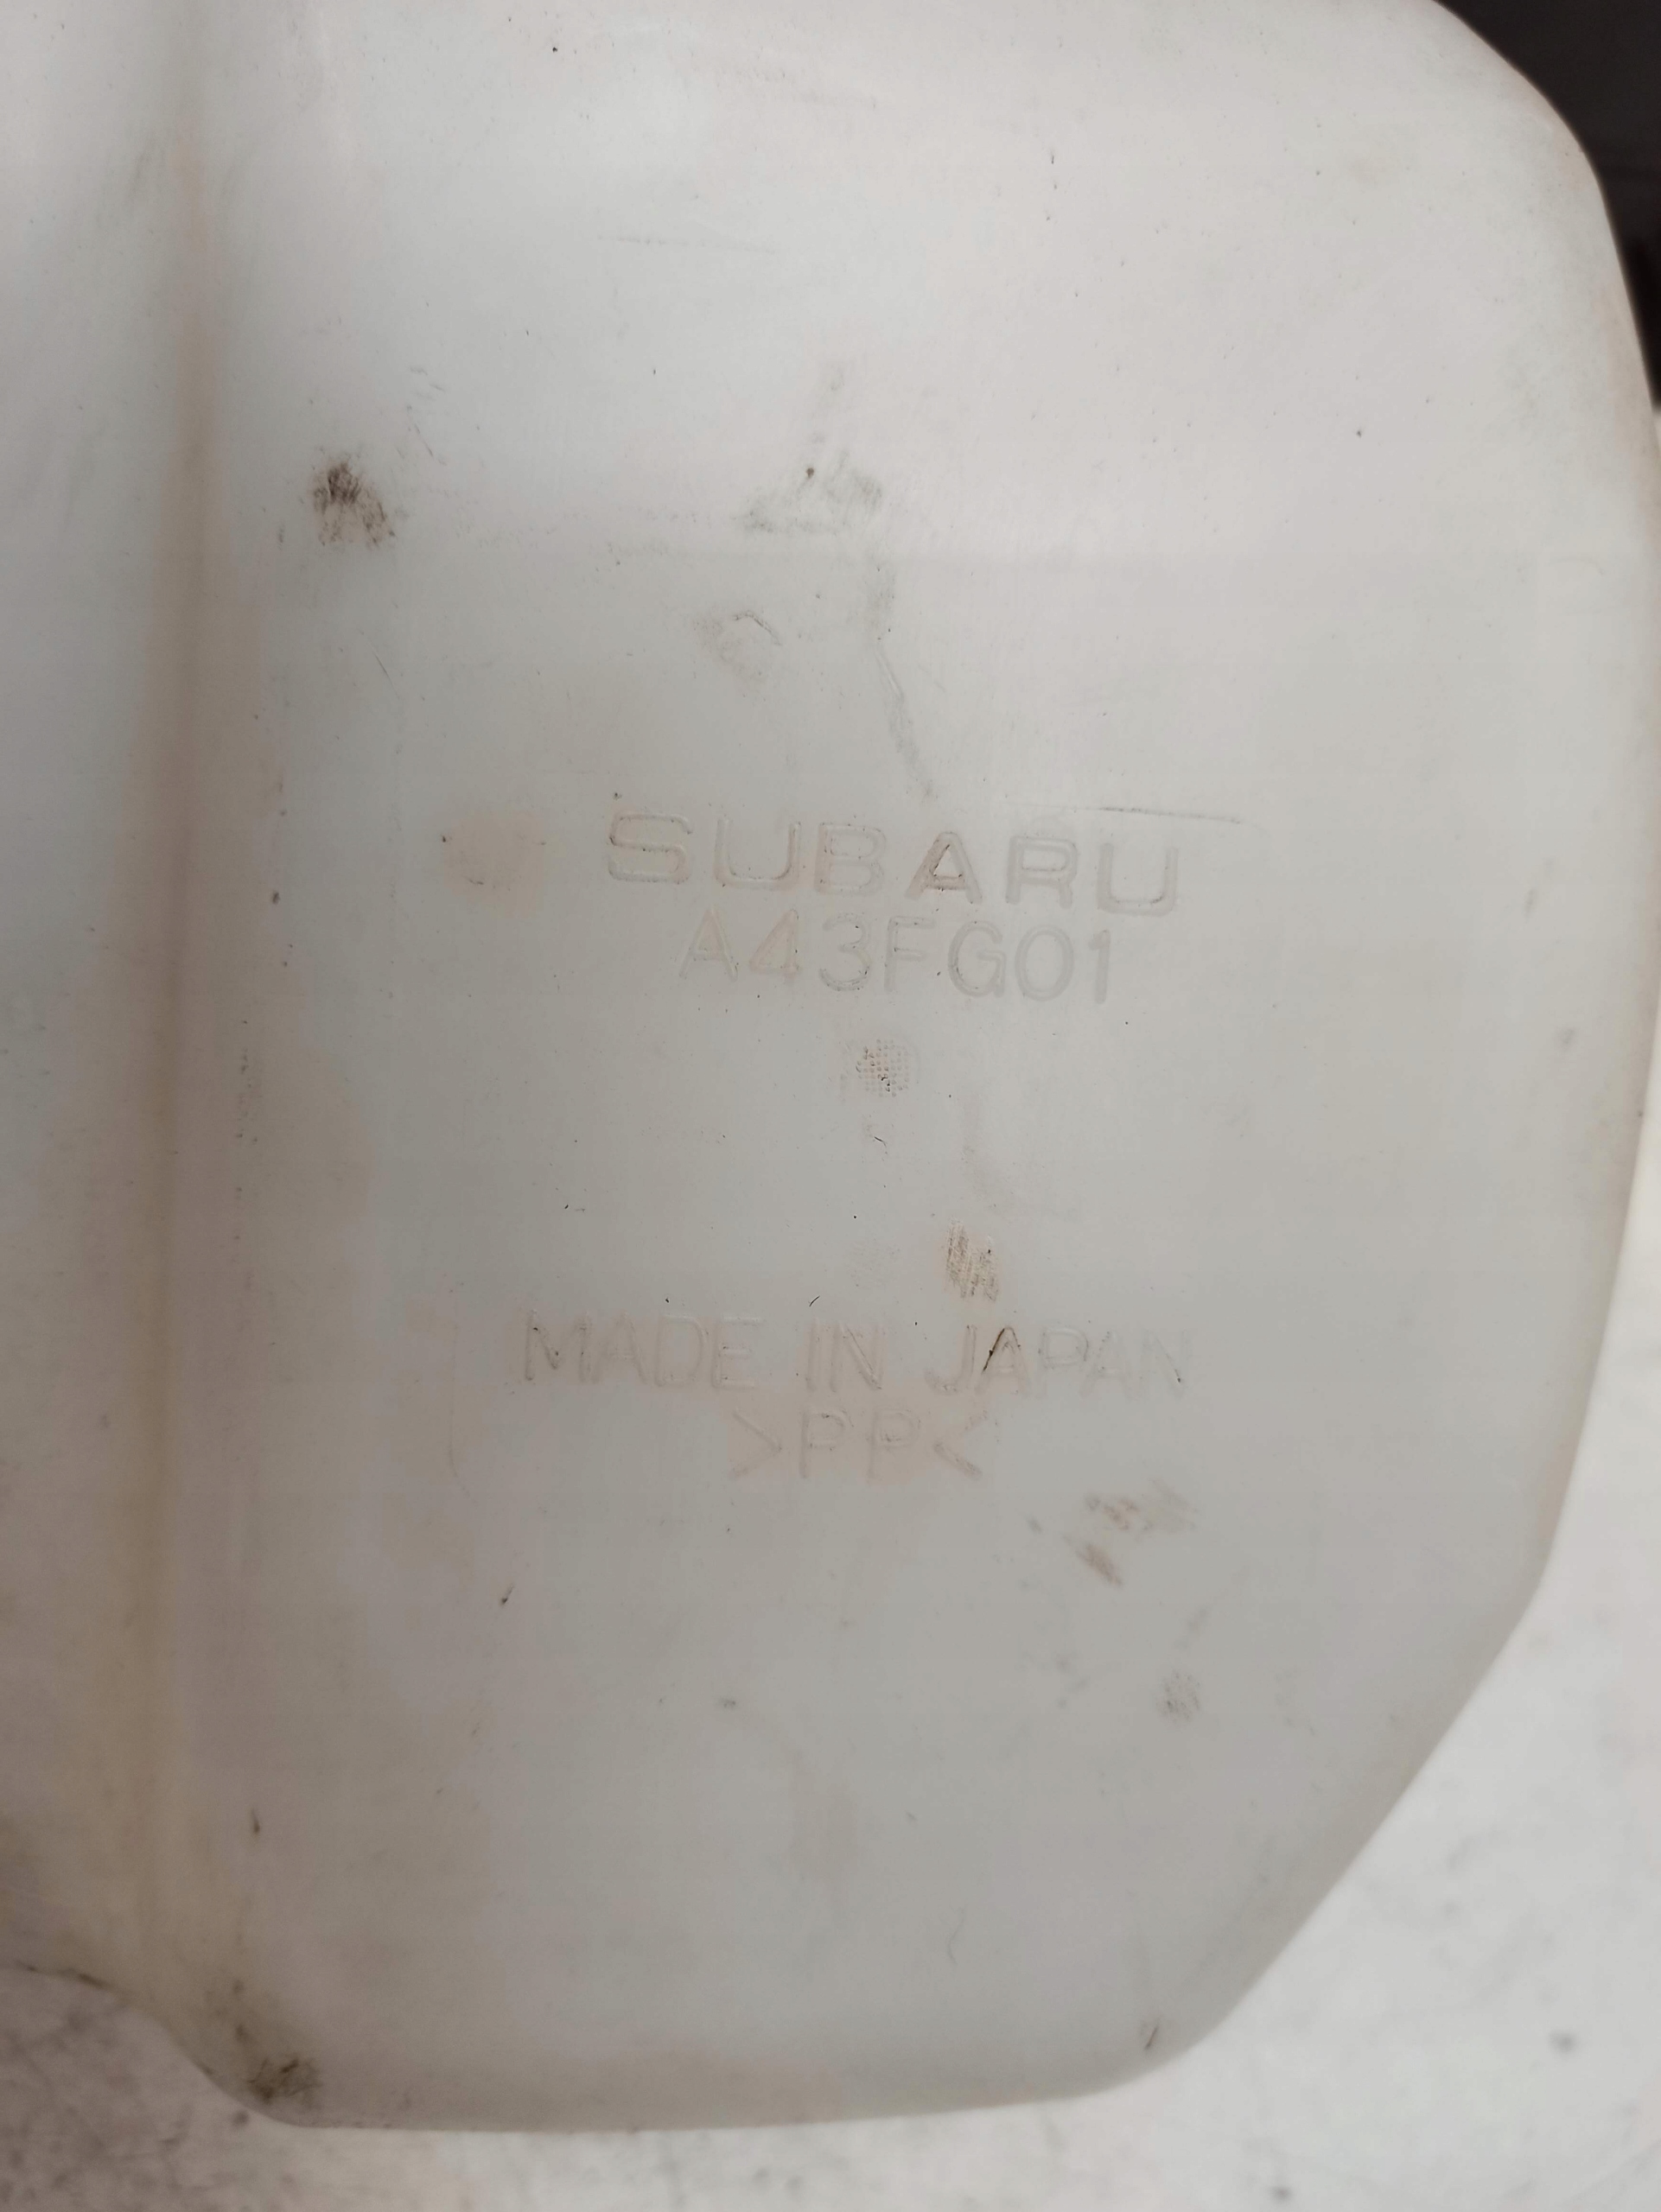 SUBARU
A43FG01
MADE IN JAPAN
>PP<